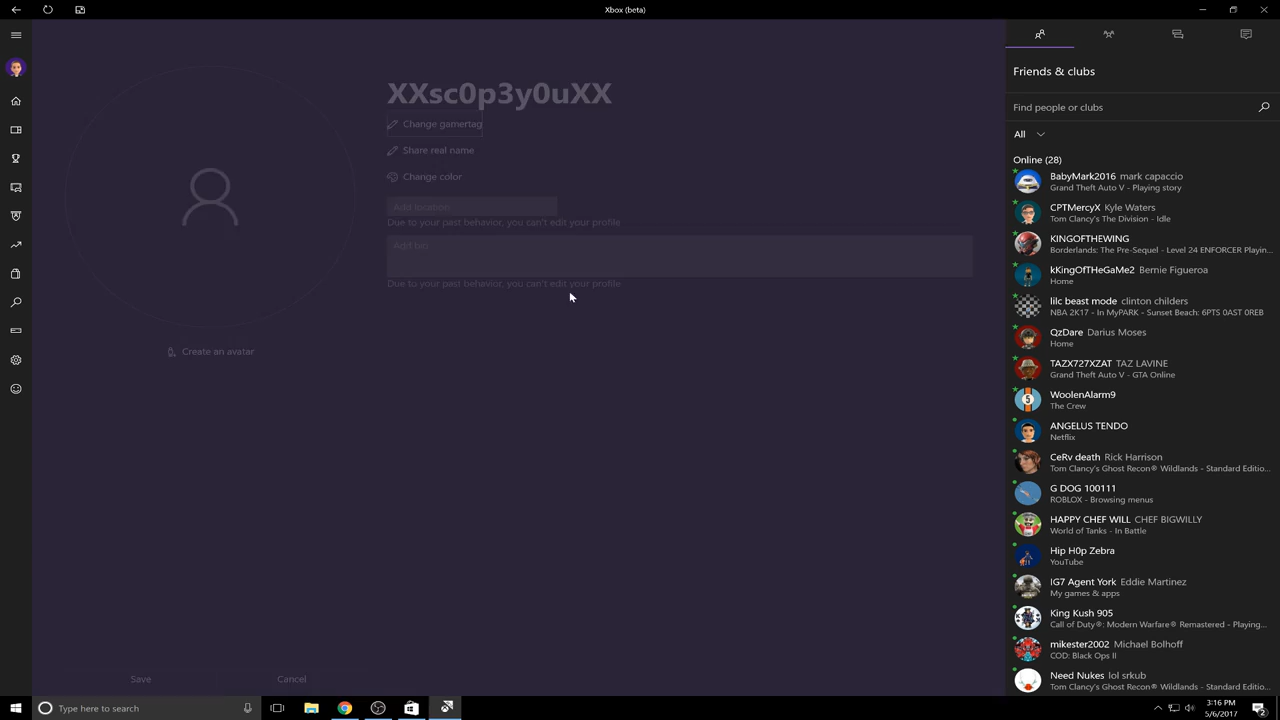 Xbox (beta)
XXsc0p3y0uXX
Change gamertag
Share real name
Change color
Add location
Due to your past behavior, you can't edit your profile
Add bio
Due to your past behavior, you can't edit your profile
Create an avatar
Save
Cancel
Friends & clubs
Find people or clubs
All
Online (28)
BabyMark2016 mark capaccio
Grand Theft Auto V - Playing story
CPTMercyX Kyle Waters
Tom Clancy's The Division - Idle
KINGOFTHEWING
Borderlands: The Pre-Sequel - Level 24 ENFORCER Playin...
kKingOfTHeGaMe2 Bernie Figueroa
Home
lilc beast mode clinton childers
NBA 2K17 - In MyPARK - Sunset Beach: 6PTS 0AST 0REB
QzDare Darius Moses
Home
TAZX727XZAT TAZ LAVINE
Grand Theft Auto V - GTA Online
WoolenAlarm9
The Crew
ANGELUS TENDO
Netflix
CeRv death Rick Harrison
Tom Clancy's Ghost Recon® Wildlands - Standard Editio...
G DOG 100111
ROBLOX - Browsing menus
HAPPY CHEF WILL CHEF BIGWILLY
World of Tanks - In Battle
Hip H0p Zebra
YouTube
IG7 Agent York Eddie Martinez
My games & apps
King Kush 905
Call of Duty®: Modern Warfare® Remastered - Playing...
mikester2002 Michael Bolhoff
COD: Black Ops II
Need Nukes lol srkub
Tom Clancy's Ghost Recon® Wildlands - Standard Editio...
Type here to search
3:16 PM
5/6/2017